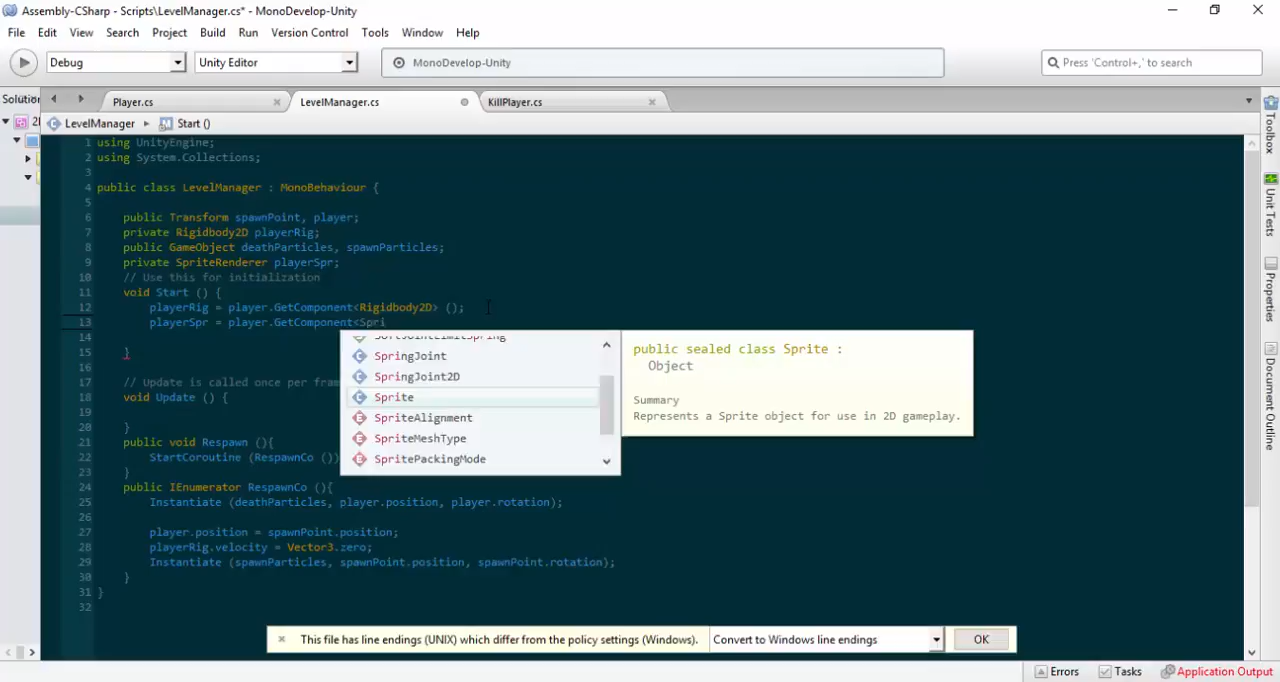 Assembly-CSharp - Scripts\LevelManager.cs* - MonoDevelop-Unity
File Edit View Search Project Build Run Version Control Tools Window Help
Debug Unity Editor MonoDevelop-Unity Press 'Control+,' to search
Solution Player.cs LevelManager.cs KillPlayer.cs
LevelManager Start ()
1 using UnityEngine;
2 using System.Collections;
3
4 public class LevelManager : MonoBehaviour {
5
6 public Transform spawnPoint, player;
7 private Rigidbody2D playerRig;
8 public GameObject deathParticles, spawnParticles;
9 private SpriteRenderer playerSpr;
10 // Use this for initialization
11 void Start () {
12 playerRig = player.GetComponent<Rigidbody2D> ();
13 playerSpr = player.GetComponent<Spri
14
15 }
16
17 // Update is called once per fram
18 void Update () {
19
20 }
21 public void Respawn (){
22 StartCoroutine (RespawnCo ())
23 }
24 public IEnumerator RespawnCo (){
25 Instantiate (deathParticles, player.position, player.rotation);
26
27 player.position = spawnPoint.position;
28 playerRig.velocity = Vector3.zero;
29 Instantiate (spawnParticles, spawnPoint.position, spawnPoint.rotation);
30 }
31 }
32
SoftJointLimitSpring
SpringJoint
SpringJoint2D
Sprite
SpriteAlignment
SpriteMeshType
SpritePackingMode
public sealed class Sprite :
Object
Summary
Represents a Sprite object for use in 2D gameplay.
Toolbox
Unit Tests
Properties
Document Outline
This file has line endings (UNIX) which differ from the policy settings (Windows). Convert to Windows line endings OK
Errors Tasks Application Output